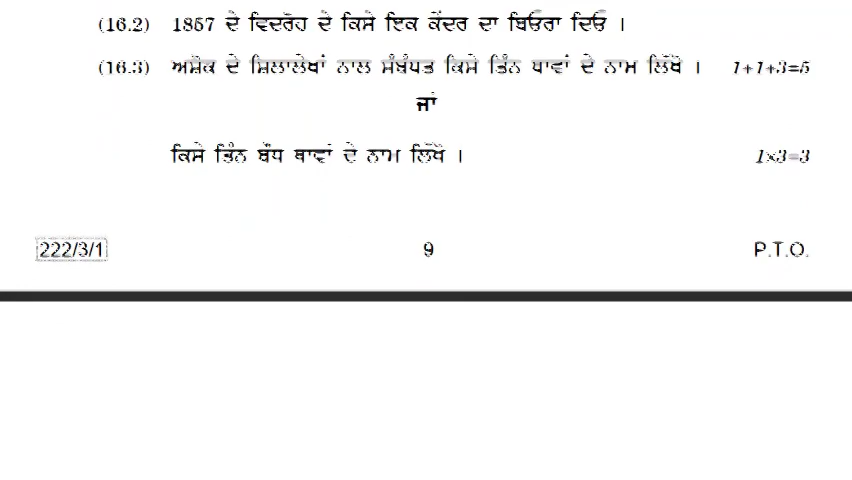 (16.2) 1857 ਦੇ ਵਿਦਰੋਹ ਦੇ ਕਿਸੇ ਇਕ ਕੇਂਦਰ ਦਾ ਬਿਓਰਾ ਦਿਓ ।
(16.3) ਅਸ਼ੋਕ ਦੇ ਸ਼ਿਲਾਲੇਖਾਂ ਨਾਲ ਸੰਬੰਧਤ ਕਿਸੇ ਤਿੰਨ ਥਾਵਾਂ ਦੇ ਨਾਮ ਲਿੱਖੋ । 1+1+3=5
ਜਾਂ
ਕਿਸੇ ਤਿੰਨ ਬੌਧ ਥਾਵਾਂ ਦੇ ਨਾਮ ਲਿੱਖੋ । 1×3=3
222/3/1 9 P.T.O.